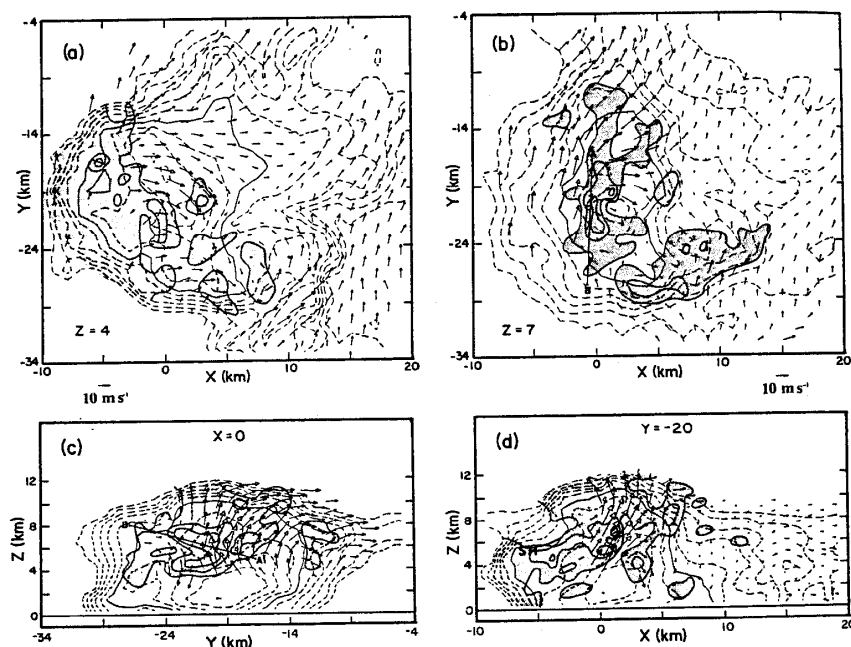 (a)
-4
-14
-24
-34
Y (km)
Z = 4
-10
0
10
20
X (km)
10 m s⁻¹
(b)
-4
-14
-24
-34
Y (km)
Z = 7
-10
0
10
20
X (km)
10 m s⁻¹
(c)
X = 0
12
8
4
0
Z (km)
-34
-24
-14
-4
Y (km)
(d)
Y = -20
12
8
4
0
Z (km)
-10
0
10
20
X (km)